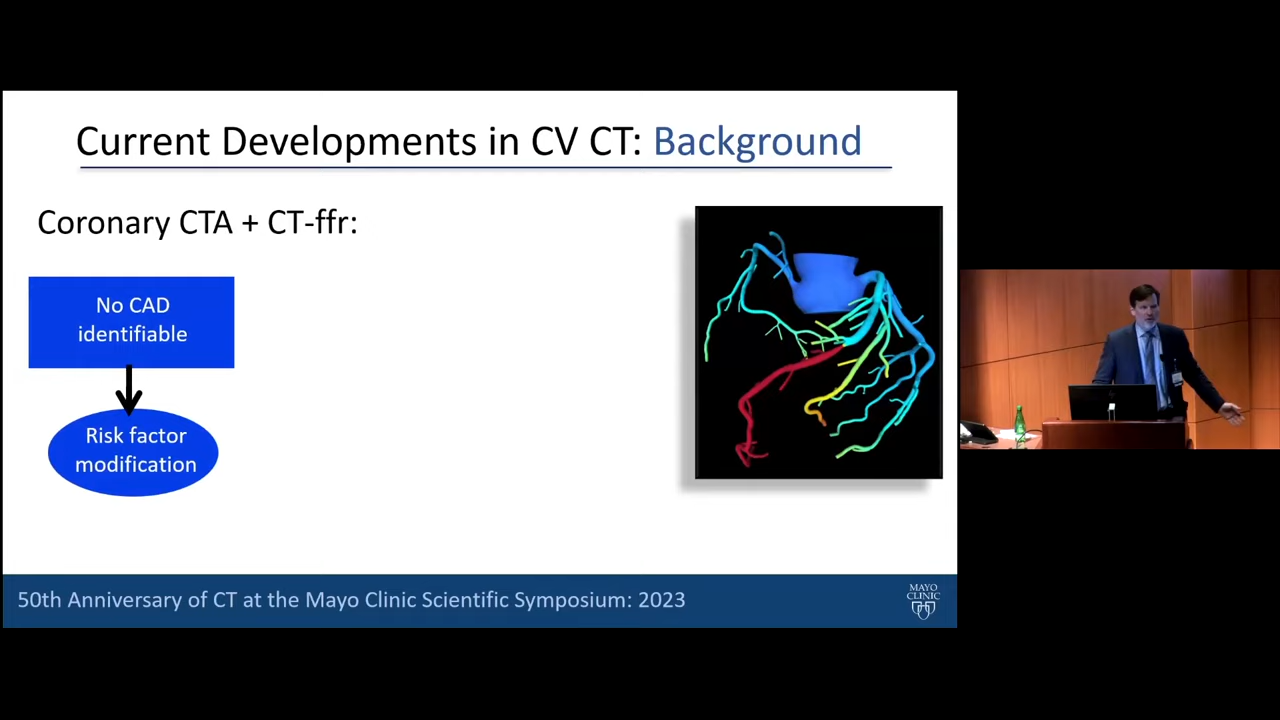 Current Developments in CV CT: Background
Coronary CTA + CT-ffr:
No CAD
identifiable
Risk factor
modification
50th Anniversary of CT at the Mayo Clinic Scientific Symposium: 2023
MAYO
CLINIC